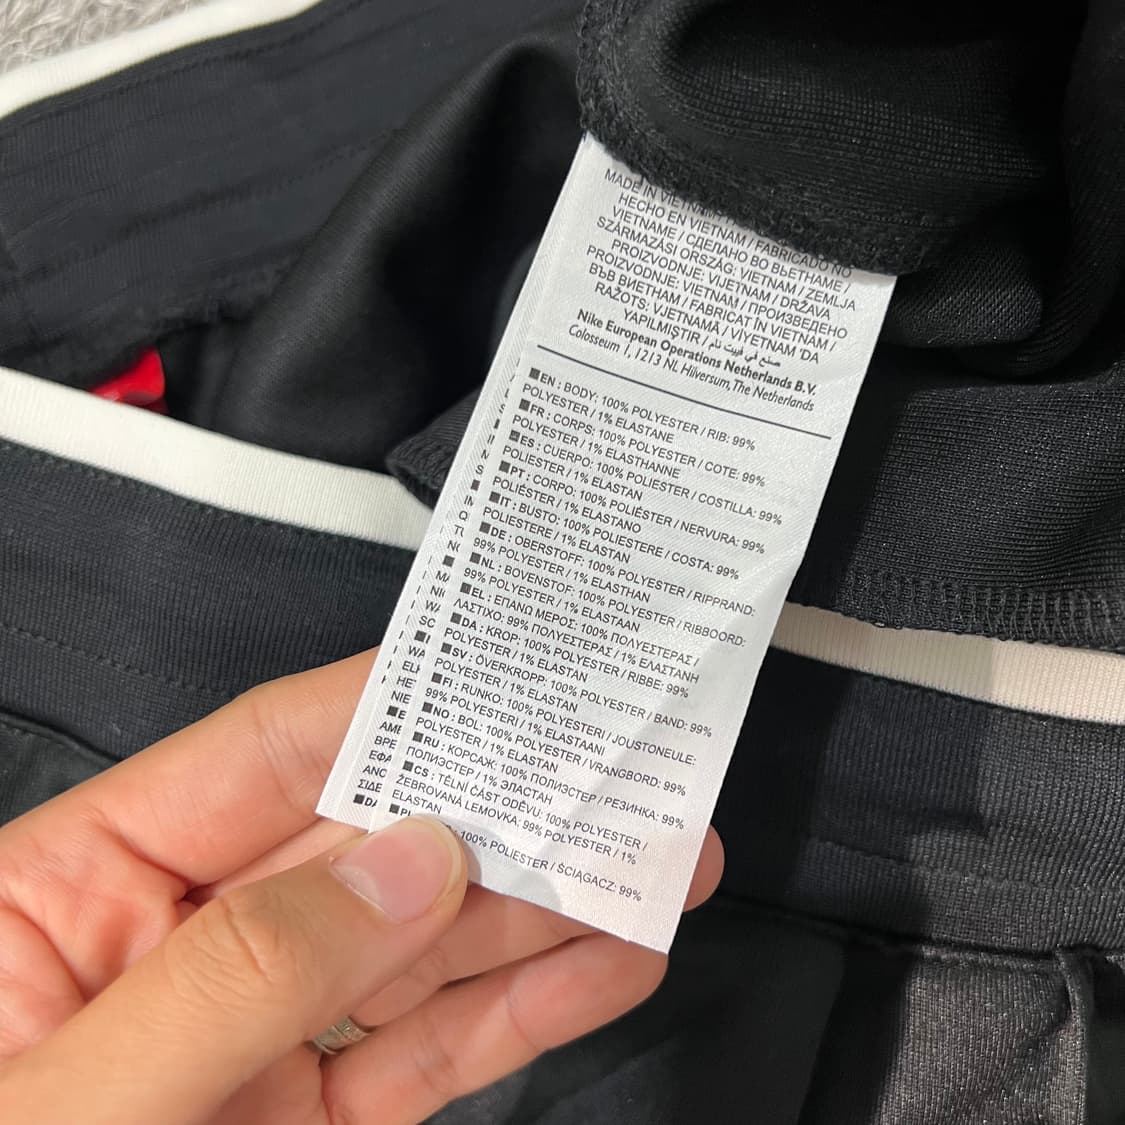 MADE IN VIETNAM
HECHO EN VIETNAM / FABRICADO NO
VIETNAME / СДЕЛАНО ВО ВЬЕТНАМЕ /
SZÁRMAZÁSI ORSZÁG: VIETNAM / ZEMLJA
PROIZVODNJE: VIJETNAM / DRŽAVA
PROIZVODNJE: VIETNAM / ПРОИЗВЕДЕНО
ВЪВ ВИЕТНАМ / FABRICAT ÎN VIETNAM /
RAŽOTS: VJETNAMĀ / VİYETNAM 'DA
YAPILMIŞTIR / صنع في فييت نام
Nike European Operations Netherlands B.V.
Colosseum 1, 1213 NL Hilversum, The Netherlands
■EN : BODY: 100% POLYESTER / RIB: 99%
POLYESTER / 1% ELASTANE
■FR : CORPS: 100% POLYESTER / COTE: 99%
POLYESTER / 1% ELASTHANNE
■ES : CUERPO: 100% POLIESTER / COSTILLA: 99%
POLIESTER / 1% ELASTAN
■PT : CORPO: 100% POLIÉSTER / NERVURA: 99%
POLIÉSTER / 1% ELASTANO
■IT : BUSTO: 100% POLIESTERE / COSTA: 99%
POLIESTERE / 1% ELASTAN
■DE : OBERSTOFF: 100% POLYESTER / RIPPRAND:
99% POLYESTER / 1% ELASTHAN
■NL : BOVENSTOF: 100% POLYESTER / RIBBOORD:
99% POLYESTER / 1% ELASTAAN
■EL : ΕΠΑΝΩ ΜΕΡΟΣ: 100% ΠΟΛΥΕΣΤΕΡΑΣ /
ΛΑΣΤΙΧΟ: 99% ΠΟΛΥΕΣΤΕΡΑΣ / 1% ΕΛΑΣΤΑΝΗ
■DA : KROP: 100% POLYESTER / RIBBE: 99%
POLYESTER / 1% ELASTAN
■SV : ÖVERKROPP: 100% POLYESTER / BAND: 99%
POLYESTER / 1% ELASTAN
■FI : RUNKO: 100% POLYESTERI / JOUSTONEULE:
99% POLYESTERI / 1% ELASTAANI
■NO : BOL: 100% POLYESTER / VRANGBORD: 99%
POLYESTER / 1% ELASTAN
■RU : КОРСАЖ: 100% ПОЛИЭСТЕР / РЕЗИНКА: 99%
ПОЛИЭСТЕР / 1% ЭЛАСТАН
■CS : TĚLNÍ ČÁST ODĚVU: 100% POLYESTER /
ŽEBROVANÁ LEMOVKA: 99% POLYESTER / 1%
ELASTAN
100% POLIESTER / ŚCIĄGACZ: 99%